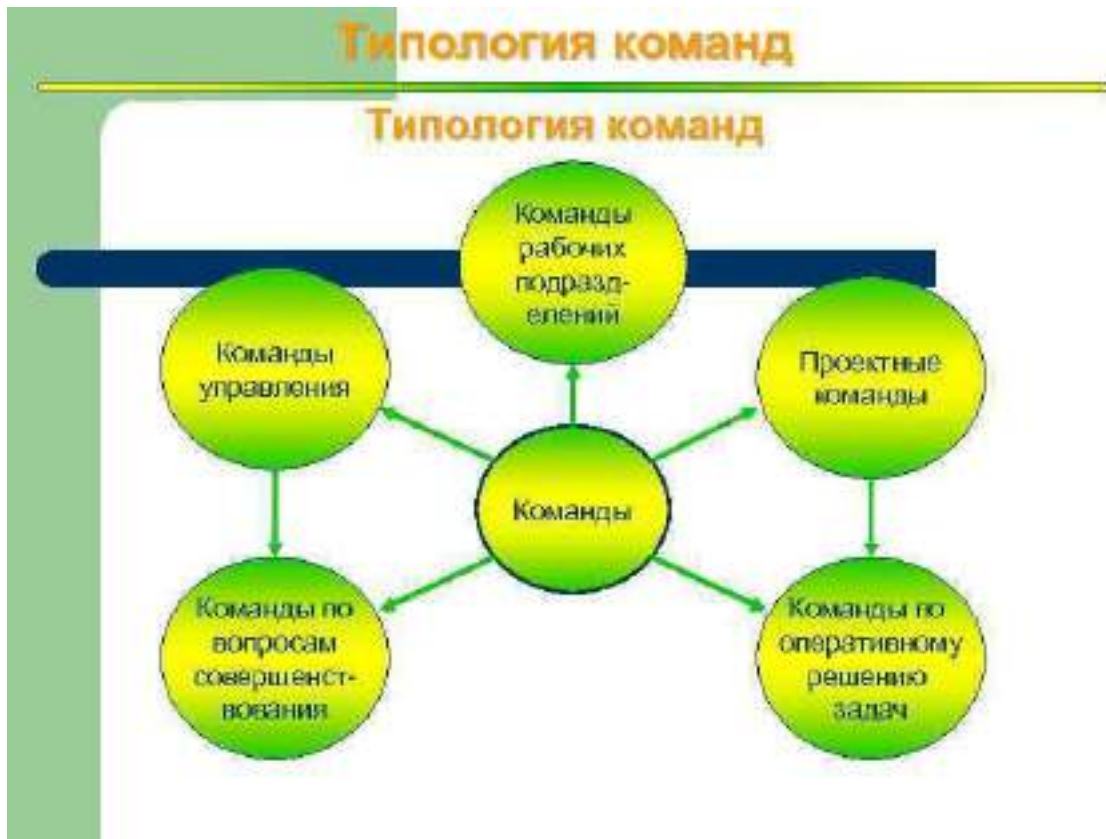 Типология команд
Типология команд
Команды
рабочих
подразд-
елений
Команды
управления
Проектные
команды
Команды
Команды по
вопросам
совершенст-
вования
Команды по
оперативному
решению
задач